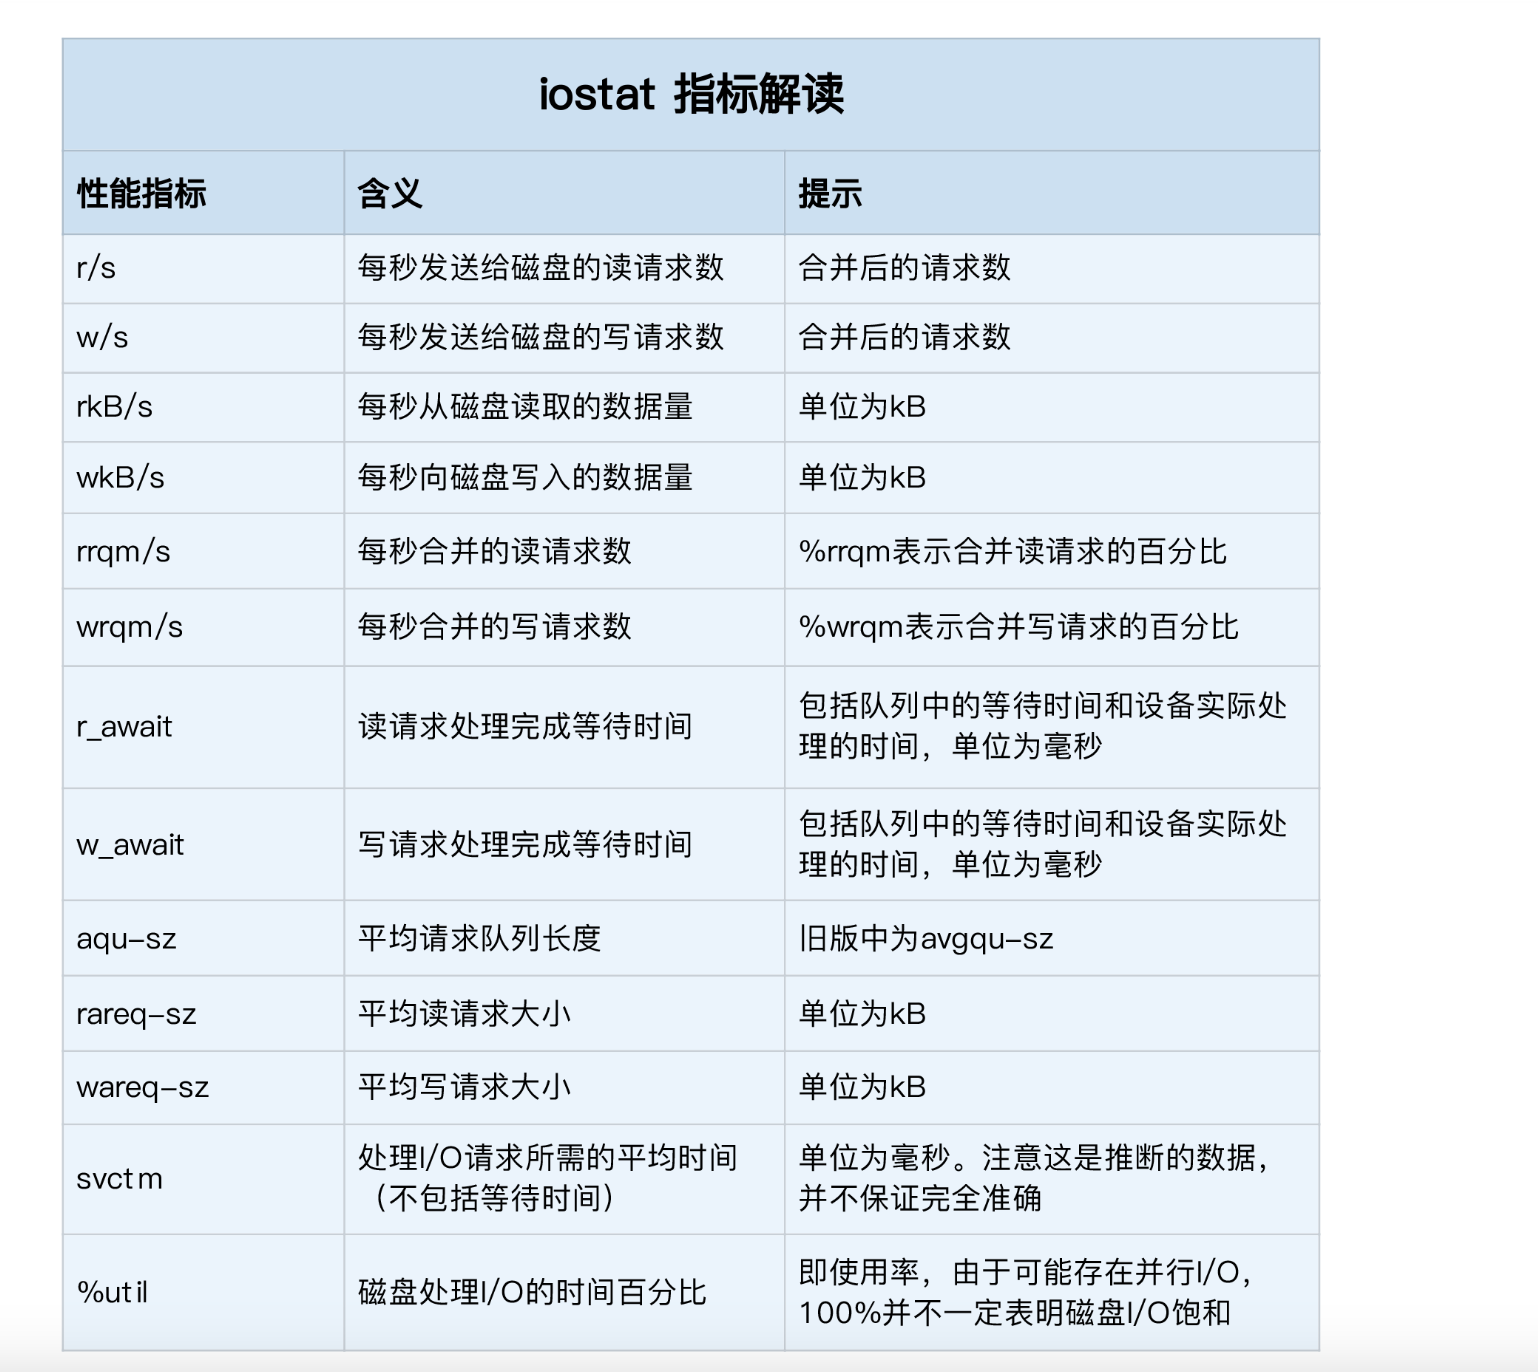 iostat 指标解读
性能指标
含义
提示
r/s
每秒发送给磁盘的读请求数
合并后的请求数
w/s
每秒发送给磁盘的写请求数
合并后的请求数
rkB/s
每秒从磁盘读取的数据量
单位为kB
wkB/s
每秒向磁盘写入的数据量
单位为kB
rrqm/s
每秒合并的读请求数
%rrqm表示合并读请求的百分比
wrqm/s
每秒合并的写请求数
%wrqm表示合并写请求的百分比
r_await
读请求处理完成等待时间
包括队列中的等待时间和设备实际处
理的时间，单位为毫秒
w_await
写请求处理完成等待时间
包括队列中的等待时间和设备实际处
理的时间，单位为毫秒
aqu-sz
平均请求队列长度
旧版中为avgqu-sz
rareq-sz
平均读请求大小
单位为kB
wareq-sz
平均写请求大小
单位为kB
svctm
处理I/O请求所需的平均时间
（不包括等待时间）
单位为毫秒。注意这是推断的数据，
并不保证完全准确
%util
磁盘处理I/O的时间百分比
即使用率，由于可能存在并行I/O，
100%并不一定表明磁盘I/O饱和